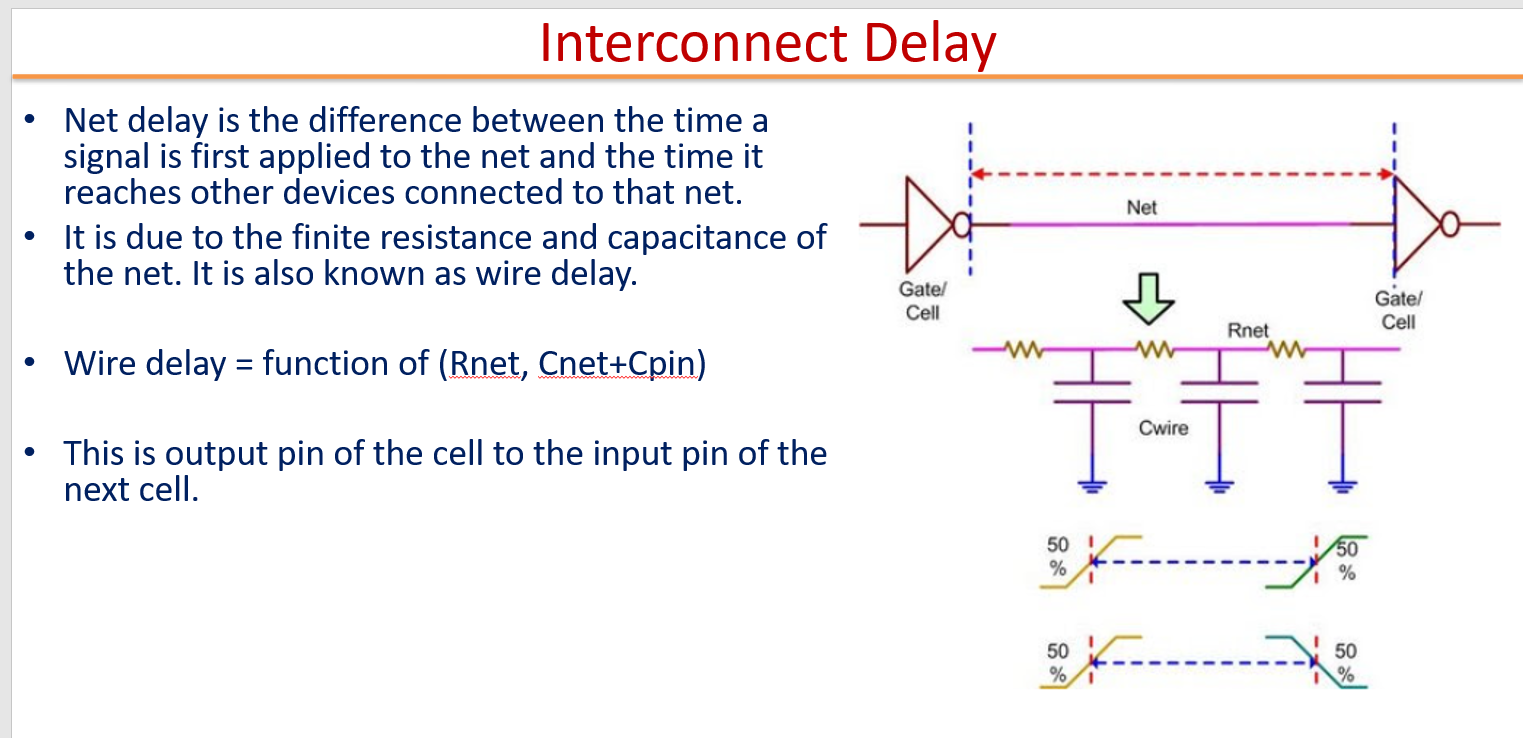 Interconnect Delay
• Net delay is the difference between the time a
signal is first applied to the net and the time it
reaches other devices connected to that net.
• It is due to the finite resistance and capacitance of
the net. It is also known as wire delay.
• Wire delay = function of (Rnet, Cnet+Cpin)
• This is output pin of the cell to the input pin of the
next cell.
Net
Gate/
Cell
Gate/
Cell
Rnet
Cwire
50
%
50
%
50
%
50
%